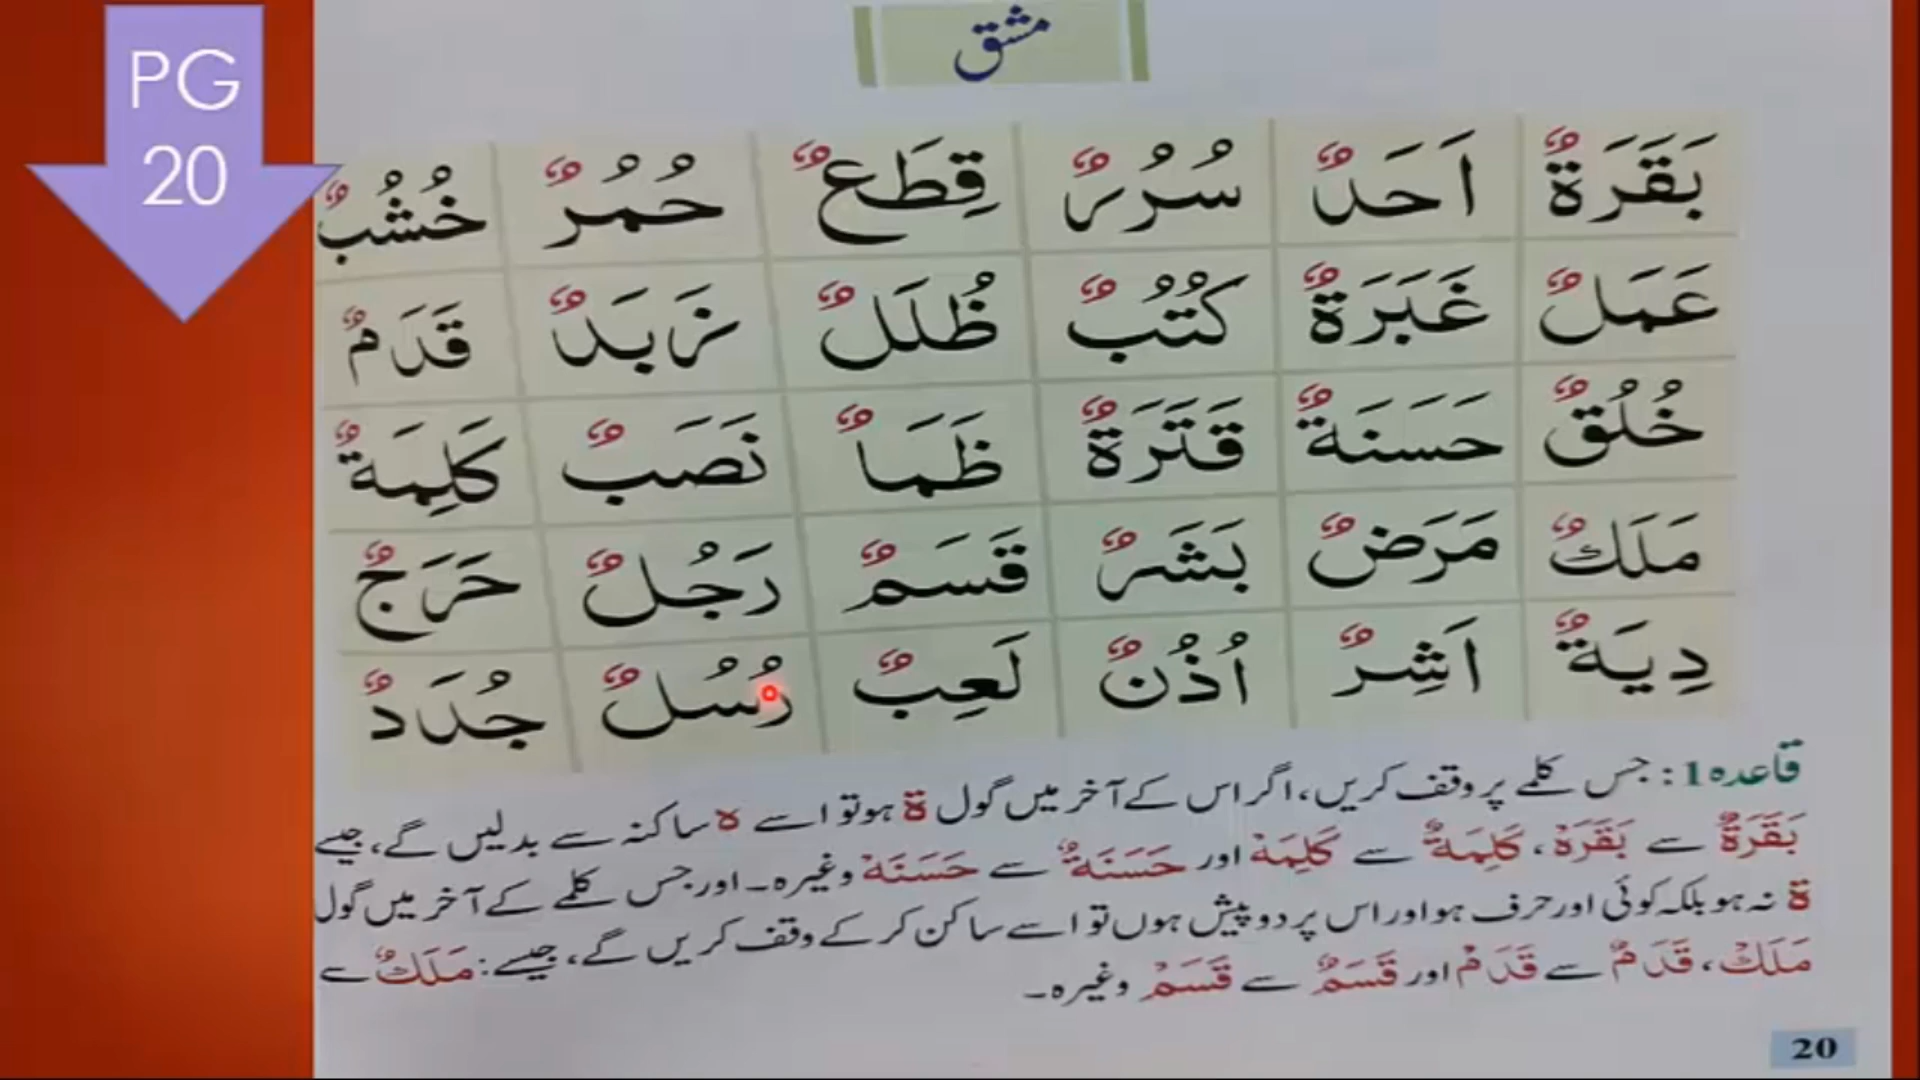 PG
20
مشق
بَقَرَةٌ اَحَدٌ سُرُرٌ قِطَعٌ حُمُرٌ خُشُبٌ
عَمَلٌ غَبَرَةٌ كُتُبٌ ظُلَلٌ زَبَدٌ قَدَمٌ
خُلُقٌ حَسَنَةٌ قَتَرَةٌ ظَمَاٌ نَصَبٌ كَلِمَةٌ
مَلَكٌ مَرَضٌ بَشَرٌ قَسَمٌ رَجُلٌ حَرَجٌ
دِيَةٌ اَشِرٌ اُذُنٌ لَعِبٌ رُسُلٌ جُدَدٌ
قاعدہ 1: جس کلمے پر وقف کریں، اگر اس کے آخر میں گول ة ہو تو اسے ہ ساکنہ سے بدلیں گے، جیسے
بَقَرَةٌ سے بَقَرَهْ، كَلِمَةٌ سے كَلِمَهْ اور حَسَنَةٌ سے حَسَنَهْ وغیرہ۔ اور جس کلمے کے آخر میں گول
ة نہ ہو بلکہ کوئی اور حرف ہو اور اس پر دو پیش ہوں تو اسے ساکن کر کے وقف کریں گے، جیسے: مَلَكٌ سے
مَلَكْ، قَدَمٌ سے قَدَمْ اور قَسَمٌ سے قَسَمْ وغیرہ۔
20